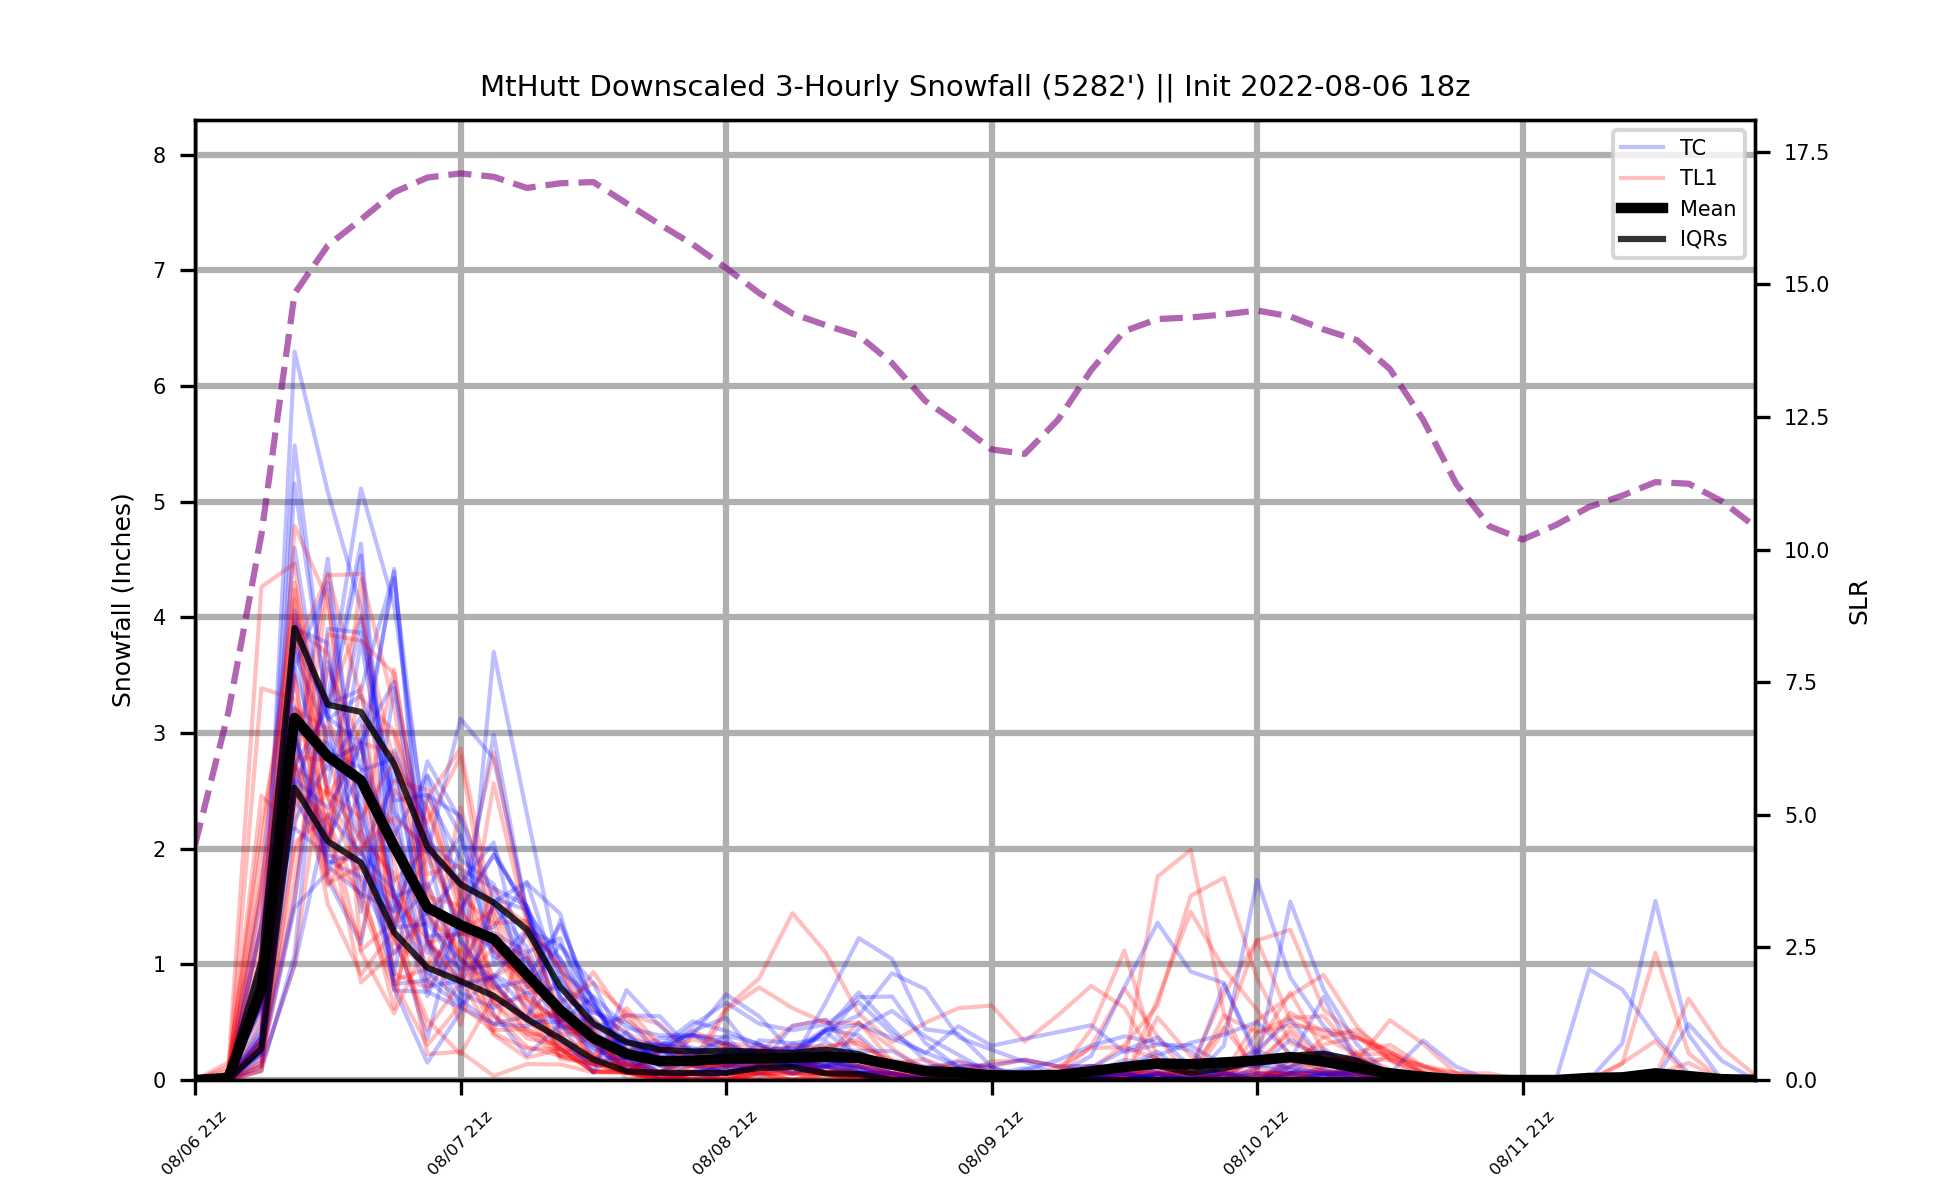 MtHutt Downscaled 3-Hourly Snowfall (5282') || Init 2022-08-06 18z
TC
TL1
Mean
IQRs
Snowfall (Inches)
8
7
6
5
4
3
2
1
0
17.5
15.0
12.5
10.0
7.5
5.0
2.5
0.0
SLR
08/06 21z
08/07 21z
08/08 21z
08/09 21z
08/10 21z
08/11 21z